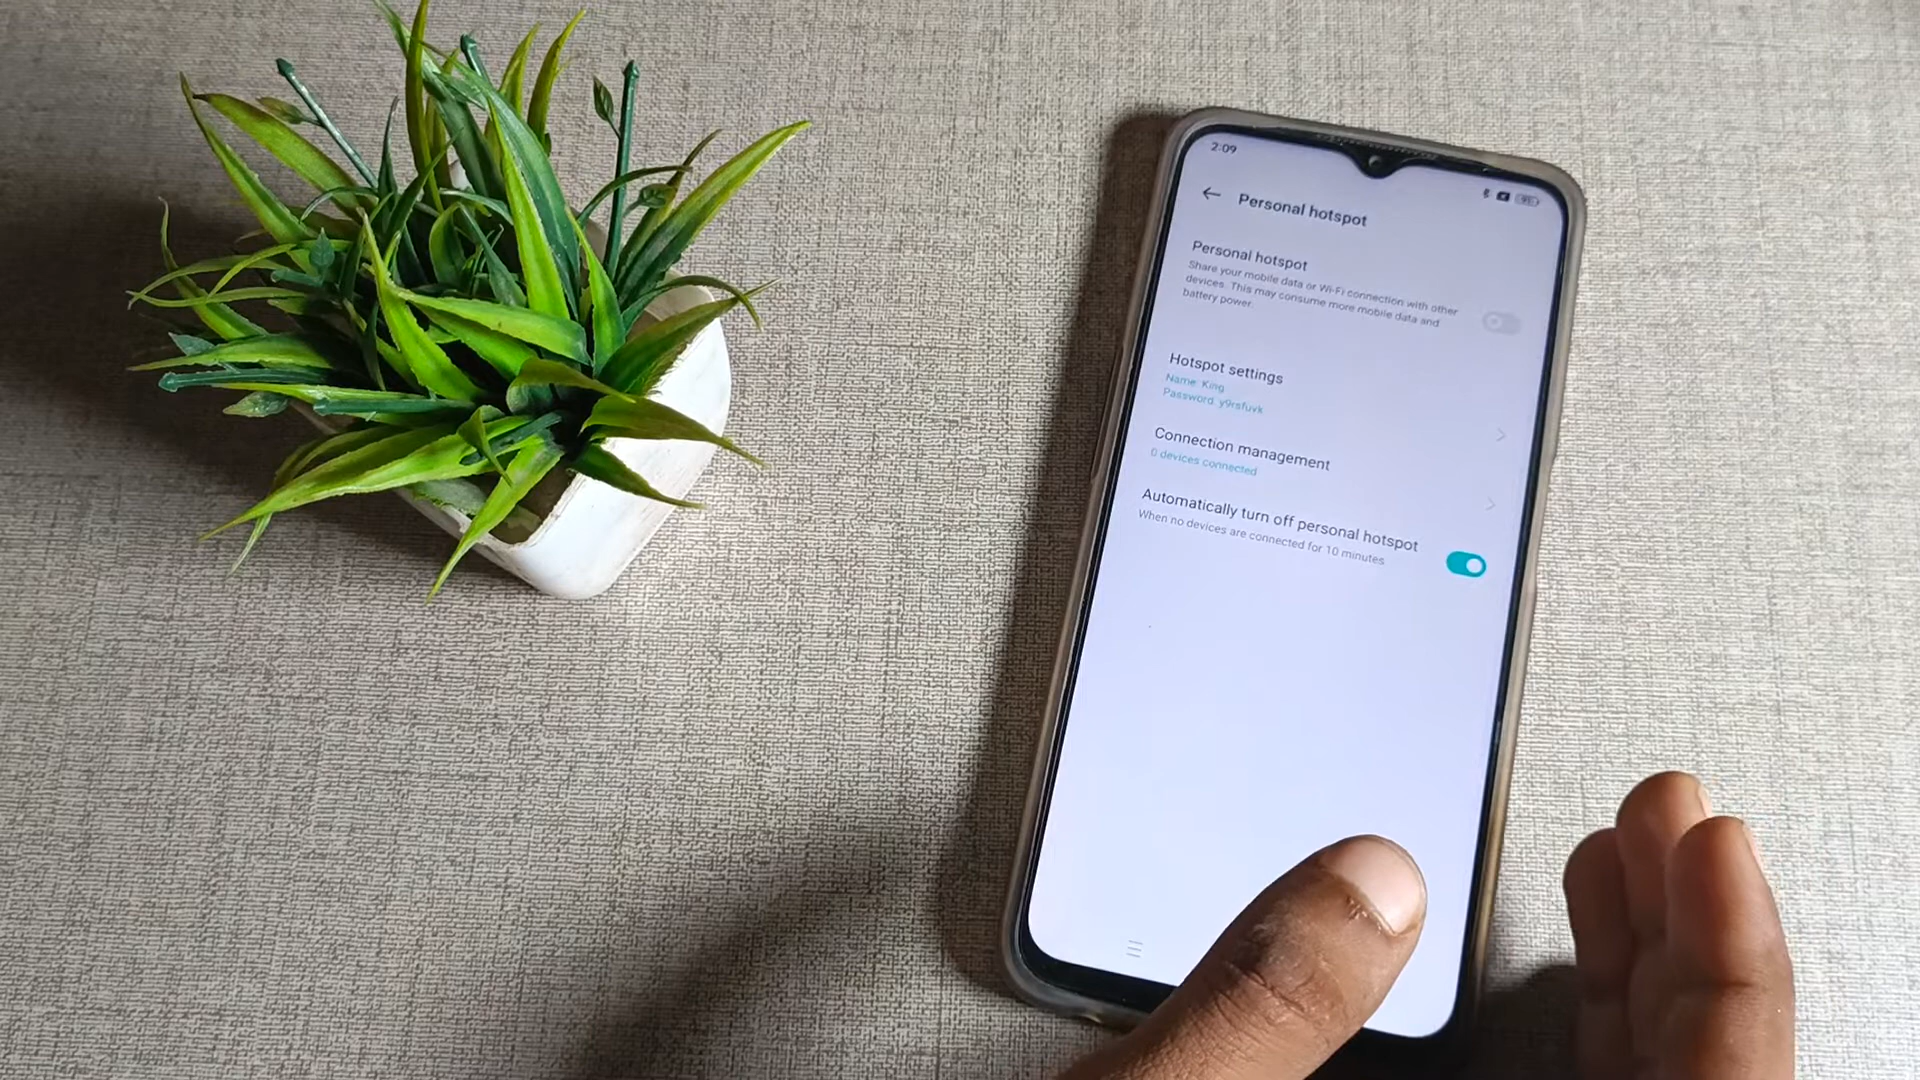 2:09
Personal hotspot
Personal hotspot
Share your mobile data or Wi-Fi connection with other
devices. This may consume more mobile data and
battery power.
Hotspot settings
Name: King
Password: y9rsfuvk
Connection management
0 devices connected
Automatically turn off personal hotspot
When no devices are connected for 10 minutes